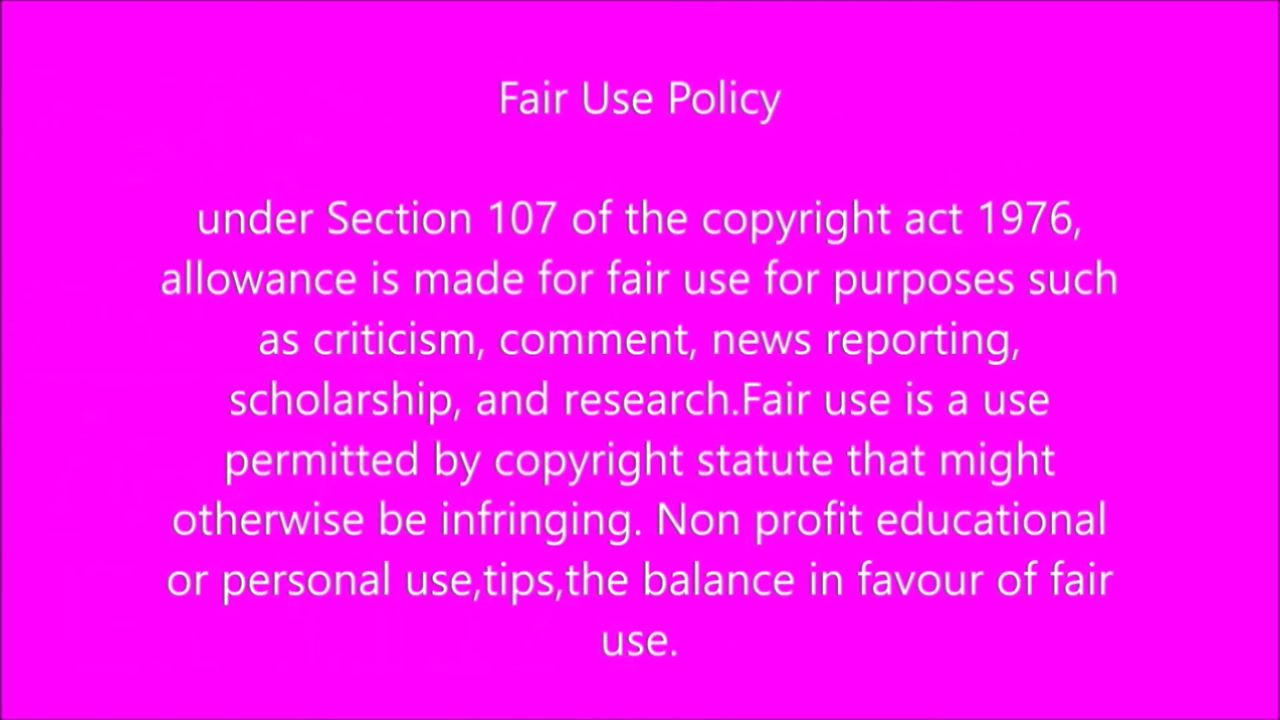 Fair Use Policy
under Section 107 of the copyright act 1976,
allowance is made for fair use for purposes such
as criticism, comment, news reporting,
scholarship, and research.Fair use is a use
permitted by copyright statute that might
otherwise be infringing. Non profit educational
or personal use,tips,the balance in favour of fair
use.